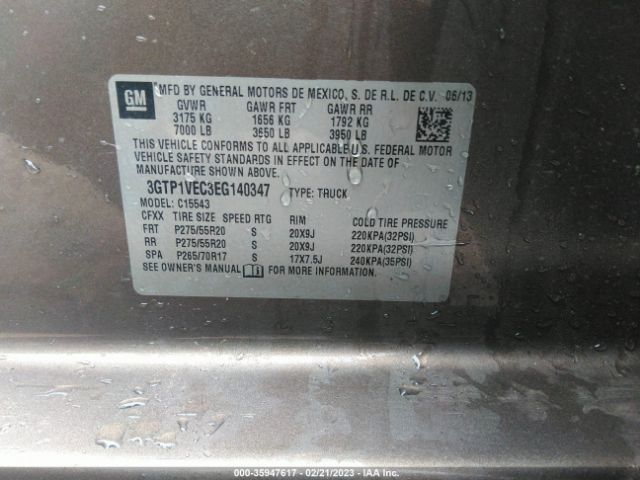 GM
MFD BY GENERAL MOTORS DE MEXICO, S. DE R.L. DE C.V. 06/13
GVWR GAWR FRT GAWR RR
3175 KG 1656 KG 1792 KG
7000 LB 3650 LB 3950 LB
THIS VEHICLE CONFORMS TO ALL APPLICABLE U.S. FEDERAL MOTOR
VEHICLE SAFETY STANDARDS IN EFFECT ON THE DATE OF
MANUFACTURE SHOWN ABOVE.
3GTP1VEC3EG140347 TYPE: TRUCK
MODEL: C15543
CFXX TIRE SIZE SPEED RTG RIM COLD TIRE PRESSURE
FRT P275/55R20 S 20X9J 220KPA(32PSI)
RR P275/55R20 S 20X9J 220KPA(32PSI)
SPA P265/70R17 S 17X7.5J 240KPA(35PSI)
SEE OWNER'S MANUAL FOR MORE INFORMATION.
000-35947617 - 02/21/2023 - IAA Inc.